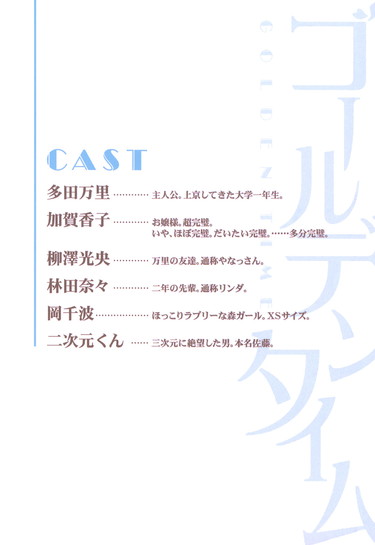 ゴールデンタイム
GOLDEN TIME
CAST
多田万里…………主人公。上京してきた大学一年生。
加賀香子…………お嬢様。超完璧。
いや、ほぼ完璧。だいたい完璧。……多分完璧。
柳澤光央…………万里の友達。通称やなっさん。
林田奈々…………二年の先輩。通称リンダ。
岡千波………………ほっこりラブリーな森ガール。XSサイズ。
二次元くん……三次元に絶望した男。本名佐藤。